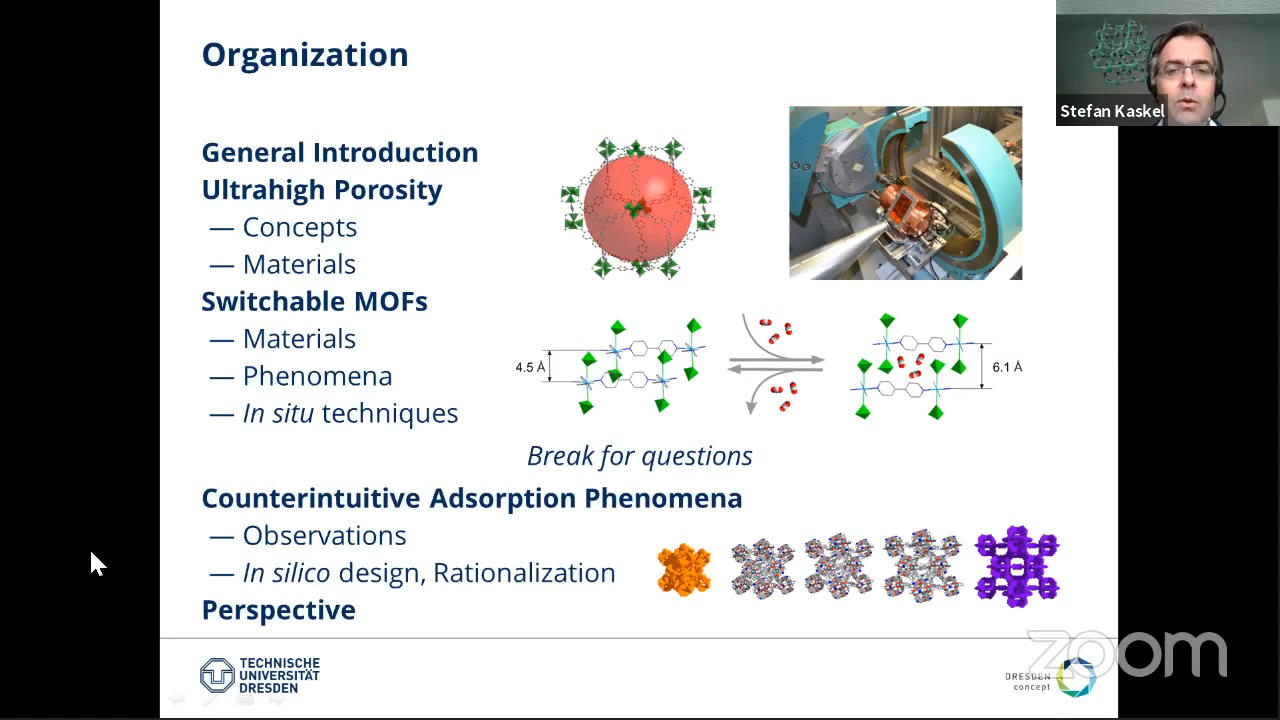 Organization
Stefan Kaskel
General Introduction
Ultrahigh Porosity
— Concepts
— Materials
Switchable MOFs
— Materials
— Phenomena
— In situ techniques
4.5 Å
6.1 Å
Break for questions
Counterintuitive Adsorption Phenomena
— Observations
— In silico design, Rationalization
Perspective
TECHNISCHE
UNIVERSITÄT
DRESDEN
DRESDEN
concept
zoom